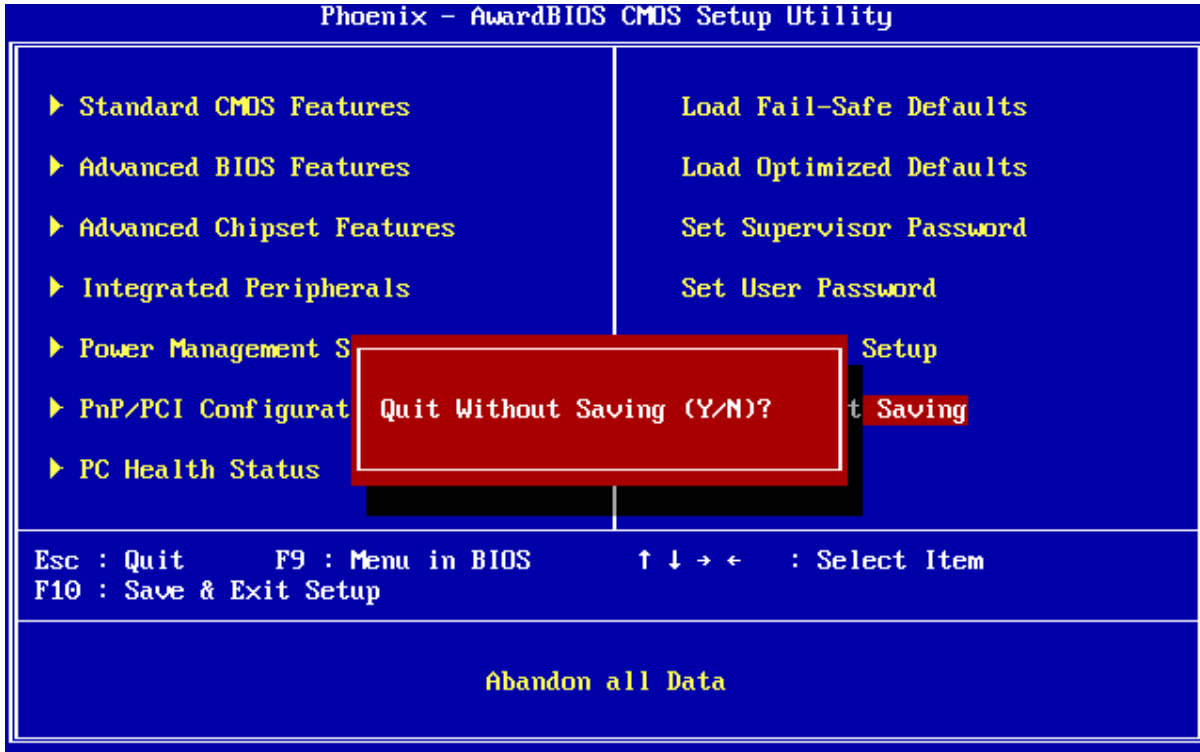 Phoenix - AwardBIOS CMOS Setup Utility
Standard CMOS Features
Advanced BIOS Features
Advanced Chipset Features
Integrated Peripherals
Power Management S
PnP/PCI Configurat
PC Health Status
Load Fail-Safe Defaults
Load Optimized Defaults
Set Supervisor Password
Set User Password
Setup
t Saving
Quit Without Saving (Y/N)?
Esc : Quit F9 : Menu in BIOS ↑ ↓ → ← : Select Item
F10 : Save & Exit Setup
Abandon all Data